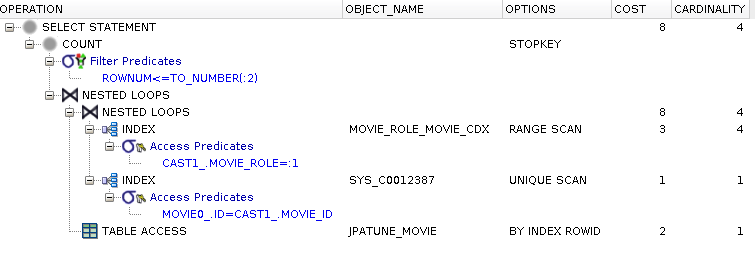 OPERATION OBJECT_NAME OPTIONS COST CARDINALITY
SELECT STATEMENT 8 4
COUNT STOPKEY
Filter Predicates
ROWNUM<=TO_NUMBER(:2)
NESTED LOOPS
NESTED LOOPS 8 4
INDEX MOVIE_ROLE_MOVIE_CDX RANGE SCAN 3 4
Access Predicates
CAST1_.MOVIE_ROLE=:1
INDEX SYS_C0012387 UNIQUE SCAN 1 1
Access Predicates
MOVIE0_.ID=CAST1_.MOVIE_ID
TABLE ACCESS JPATUNE_MOVIE BY INDEX ROWID 2 1